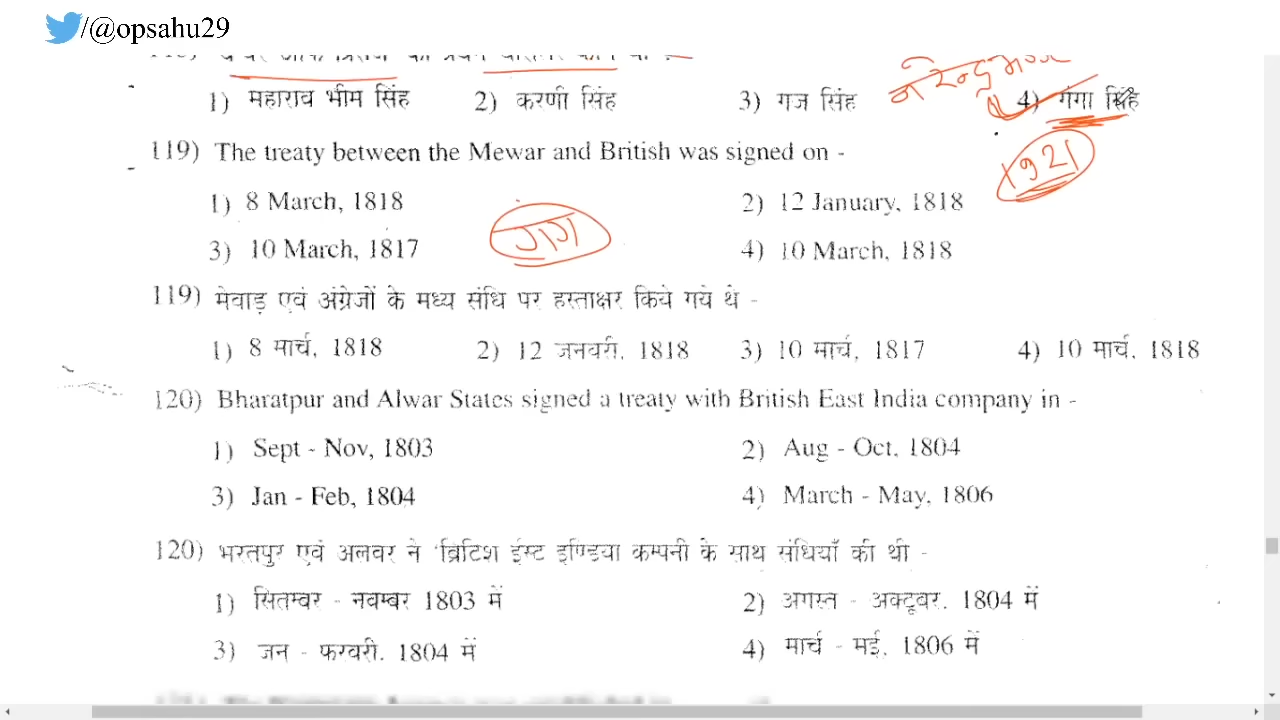 /@opsahu29
1) महाराव भीम सिंह 2) करणी सिंह 3) गज सिंह 4) गंगा सिंह
नरेन्द्र
1921
119) The treaty between the Mewar and British was signed on -
1) 8 March, 1818 2) 12 January, 1818
3) 10 March, 1817 4) 10 March, 1818
119) मेवाड़ एवं अंग्रेजों के मध्य संधि पर हस्ताक्षर किये गये थे -
1) 8 मार्च, 1818 2) 12 जनवरी, 1818 3) 10 मार्च, 1817 4) 10 मार्च, 1818
120) Bharatpur and Alwar States signed a treaty with British East India company in -
1) Sept - Nov, 1803 2) Aug - Oct, 1804
3) Jan - Feb, 1804 4) March - May, 1806
120) भरतपुर एवं अलवर ने ब्रिटिश ईस्ट इण्डिया कम्पनी के साथ संधियाँ की थी -
1) सितम्बर - नवम्बर 1803 में 2) अगस्त - अक्टूबर, 1804 में
3) जन - फरवरी, 1804 में 4) मार्च - मई, 1806 में